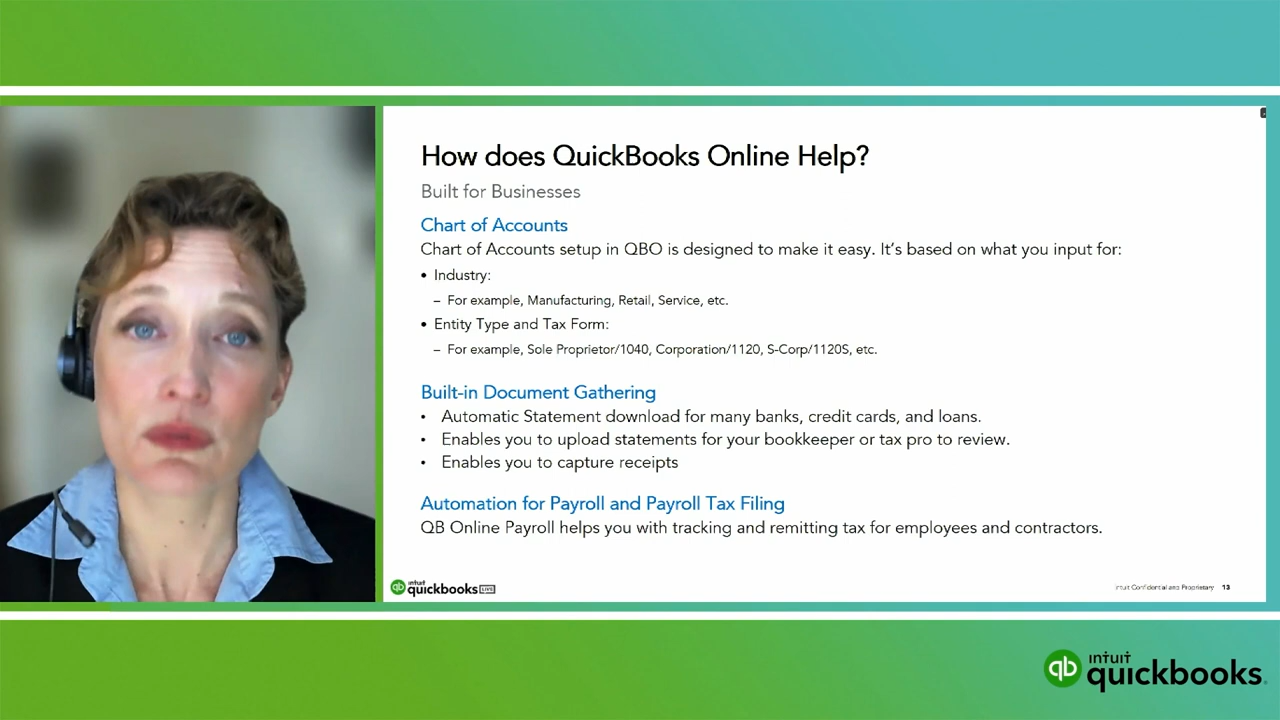 How does QuickBooks Online Help?
Built for Businesses
Chart of Accounts
Chart of Accounts setup in QBO is designed to make it easy. It's based on what you input for:
• Industry:
– For example, Manufacturing, Retail, Service, etc.
• Entity Type and Tax Form:
– For example, Sole Proprietor/1040, Corporation/1120, S-Corp/1120S, etc.
Built-in Document Gathering
• Automatic Statement download for many banks, credit cards, and loans.
• Enables you to upload statements for your bookkeeper or tax pro to review.
• Enables you to capture receipts
Automation for Payroll and Payroll Tax Filing
QB Online Payroll helps you with tracking and remitting tax for employees and contractors.
qb intuit quickbooks LIVE
Intuit Confidential and Proprietary 13
qb intuit quickbooks.